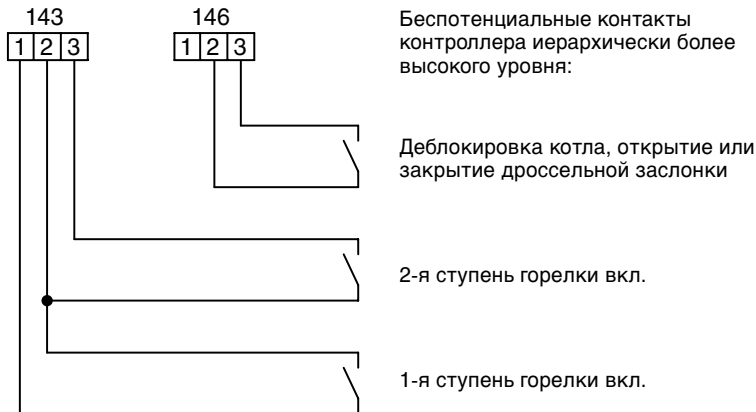 143
1 2 3
146
1 2 3
Беспотенциальные контакты
контроллера иерархически более
высокого уровня:
Деблокировка котла, открытие или
закрытие дроссельной заслонки
2-я ступень горелки вкл.
1-я ступень горелки вкл.